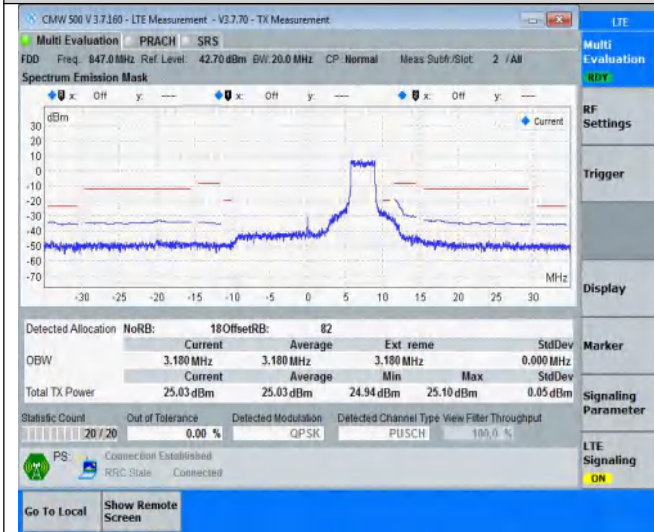 CMW 500 V 3.7.160 - LTE Measurement - V3.7.70 - TX Measurement
LTE
Multi Evaluation PRACH SRS
FDD Freq. 847.0 MHz Ref. Level: 42.70 dBm BW: 20.0 MHz CP: Normal Meas Subfr./Slot: 2 / All
Spectrum Emission Mask
x: Off y: --- x: Off y: --- x: Off y: ---
dBm
Current
30
20
10
0
-10
-20
-30
-40
-50
-60
-70
MHz
-30 -25 -20 -15 -10 -5 0 5 10 15 20 25 30
Detected Allocation NoRB: 18 OffsetRB: 82
Current Average Ext reme StdDev
OBW 3.180 MHz 3.180 MHz 3.180 MHz 0.000 MHz
Current Average Min Max StdDev
Total TX Power 25.03 dBm 25.03 dBm 24.94 dBm 25.10 dBm 0.05 dBm
Statistic Count Out of Tolerance Detected Modulation Detected Channel Type View Filter Throughput
20 / 20 0.00 % QPSK PUSCH 100.0 %
PS: Connection Established
RRC State Connected
Multi
Evaluation
RDY
RF
Settings
Trigger
Display
Marker
Signaling
Parameter
LTE
Signaling
ON
Go To Local
Show Remote
Screen